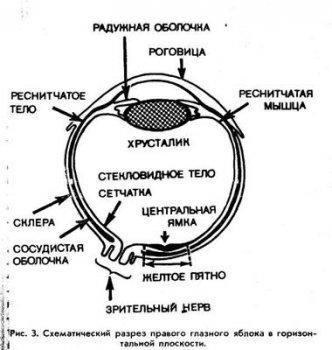 РАДУЖНАЯ ОБОЛОЧКА
РОГОВИЦА
РЕСНИТЧАТОЕ
ТЕЛО
РЕСНИТЧАТАЯ
МЫШЦА
ХРУСТАЛИК
СТЕКЛОВИДНОЕ ТЕЛО
СЕТЧАТКА
ЦЕНТРАЛЬНАЯ
ЯМКА
СКЛЕРА
СОСУДИСТАЯ
ОБОЛОЧКА
ЖЕЛТОЕ ПЯТНО
ЗРИТЕЛЬНЫЙ НЕРВ
Рис. 3. Схематический разрез правого глазного яблока в горизон-
тальной плоскости.